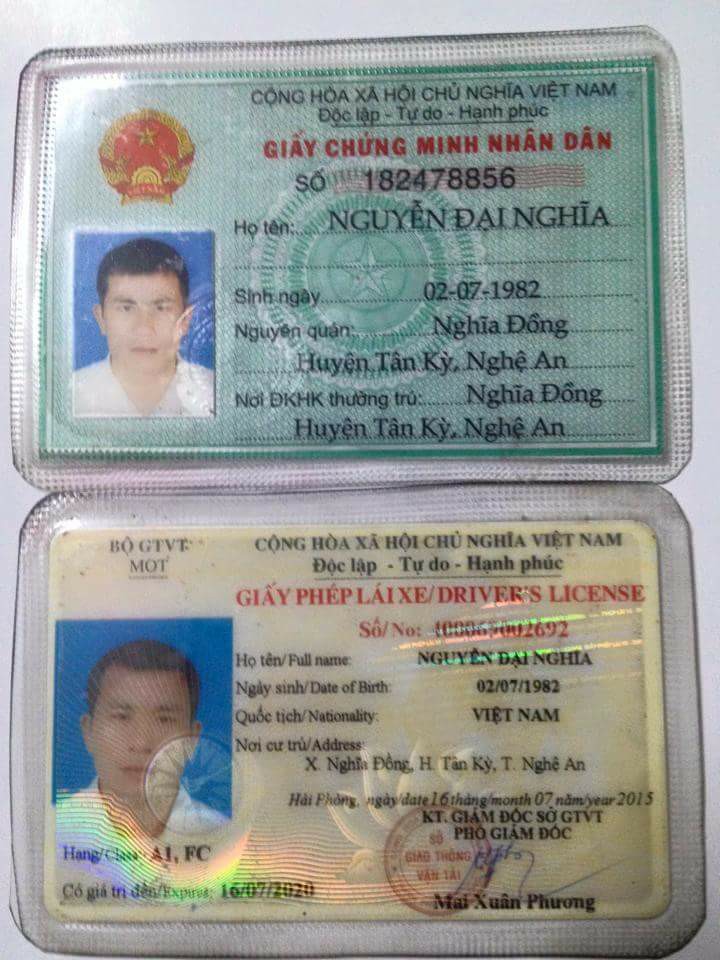 CỘNG HÒA XÃ HỘI CHỦ NGHĨA VIỆT NAM
Độc lập - Tự do - Hạnh phúc
GIẤY CHỨNG MINH NHÂN DÂN
SỐ 182478856
Họ tên: NGUYỄN ĐẠI NGHĨA
Sinh ngày 02-07-1982
Nguyên quán: Nghĩa Đồng
Huyện Tân Kỳ, Nghệ An
Nơi ĐKHK thường trú: Nghĩa Đồng
Huyện Tân Kỳ, Nghệ An
VIỆT NAM
BỘ GTVT
MOT
CỘNG HÒA XÃ HỘI CHỦ NGHĨA VIỆT NAM
Độc lập - Tự do - Hạnh phúc
GIẤY PHÉP LÁI XE/DRIVER'S LICENSE
Số/No:
Họ tên/Full name: NGUYỄN ĐẠI NGHĨA
Ngày sinh/Date of Birth: 02/07/1982
Quốc tịch/Nationality: VIỆT NAM
Nơi cư trú/Address:
X. Nghĩa Đồng, H. Tân Kỳ, T. Nghệ An
Hải Phòng, ngày/date 16 tháng/month 07 năm/year 2015
KT. GIÁM ĐỐC SỞ GTVT
PHÓ GIÁM ĐỐC
SỞ
GIAO THÔNG
VẬN TẢI
Mai Xuân Phương
Hạng/Class A1, FC
Có giá trị đến/Expires: 16/07/2020